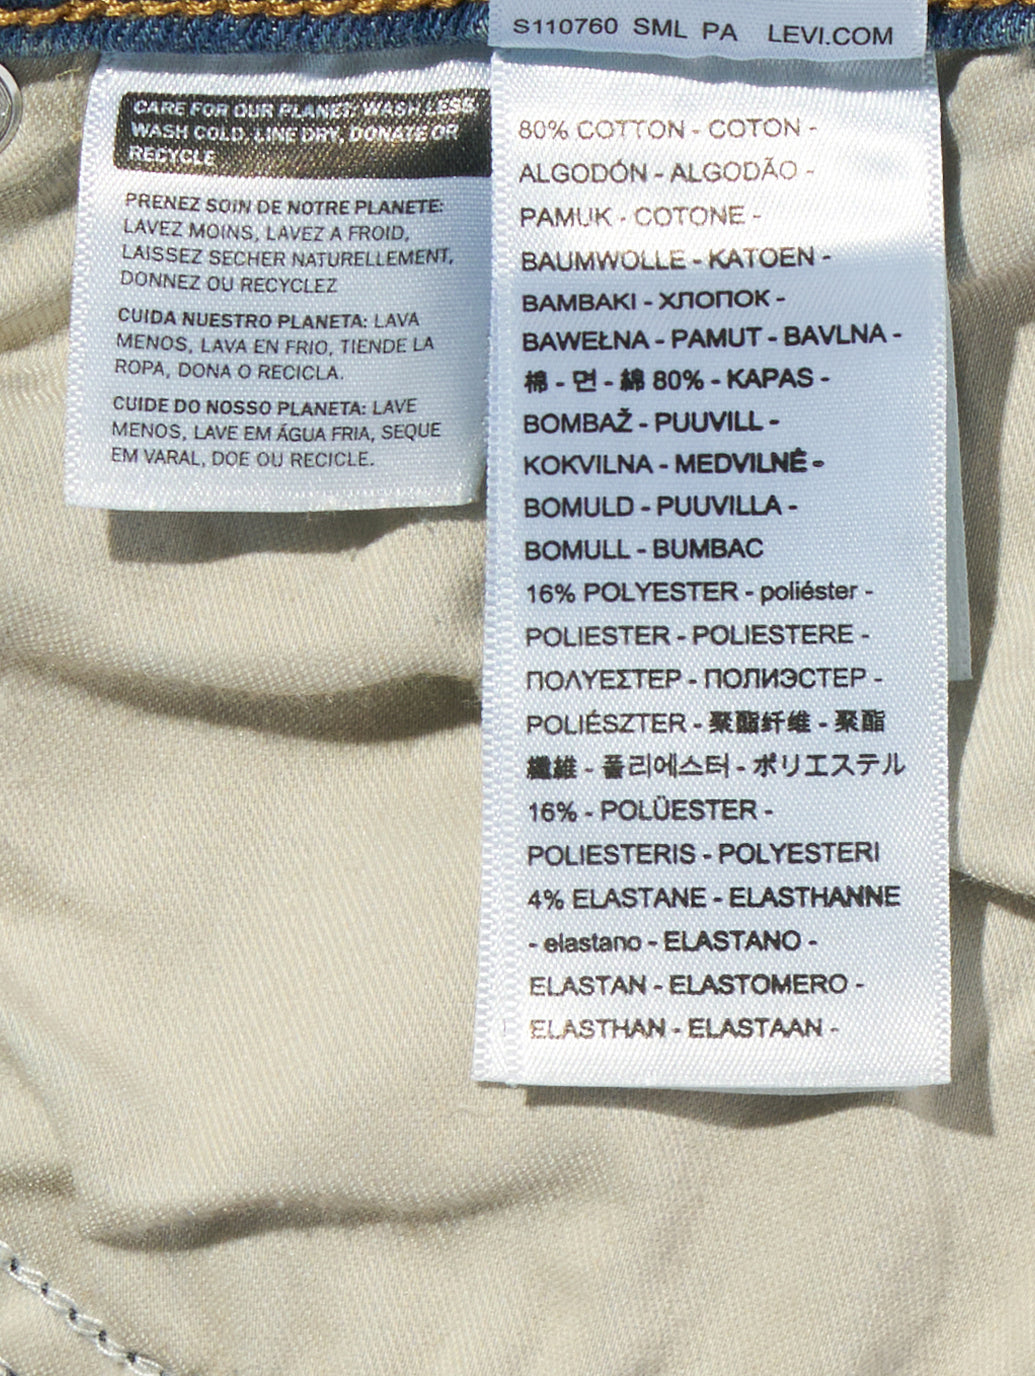 S110760 SML PA LEVI.COM
CARE FOR OUR PLANET: WASH LESS
WASH COLD, LINE DRY, DONATE OR
RECYCLE
PRENEZ SOIN DE NOTRE PLANETE:
LAVEZ MOINS, LAVEZ A FROID,
LAISSEZ SECHER NATURELLEMENT,
DONNEZ OU RECYCLEZ
CUIDA NUESTRO PLANETA: LAVA
MENOS, LAVA EN FRIO, TIENDE LA
ROPA, DONA O RECICLA.
CUIDE DO NOSSO PLANETA: LAVE
MENOS, LAVE EM ÁGUA FRIA, SEQUE
EM VARAL, DOE OU RECICLE.
80% COTTON - COTON -
ALGODÓN - ALGODÃO -
PAMUK - COTONE -
BAUMWOLLE - KATOEN -
BAMBAKI - ХЛОПОК -
BAWEŁNA - PAMUT - BAVLNA -
棉 - 면 - 綿 80% - KAPAS -
BOMBAŽ - PUUVILL -
KOKVILNA - MEDVILNĖ -
BOMULD - PUUVILLA -
BOMULL - BUMBAC
16% POLYESTER - poliéster -
POLIESTER - POLIESTERE -
ΠΟΛΥΕΣΤΕΡ - ПОЛИЭСТЕР -
POLIÉSZTER - 聚酯纤维 - 聚酯
纖維 - 폴리에스터 - ポリエステル
16% - POLÜESTER -
POLIESTERIS - POLYESTERI
4% ELASTANE - ELASTHANNE
- elastano - ELASTANO -
ELASTAN - ELASTOMERO -
ELASTHAN - ELASTAAN -